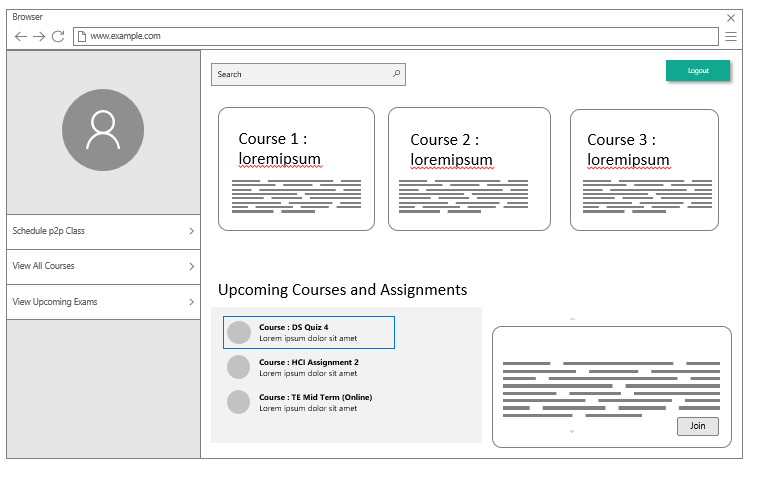 Browser
www.example.com
Search
Logout
Course 1 :
loremipsum
Course 2 :
loremipsum
Course 3 :
loremipsum
Schedule p2p Class
View All Courses
View Upcoming Exams
Upcoming Courses and Assignments
Course : DS Quiz 4
Lorem ipsum dolor sit amet
Course : HCI Assignment 2
Lorem ipsum dolor sit amet
Course : TE Mid Term (Online)
Lorem ipsum dolor sit amet
Join